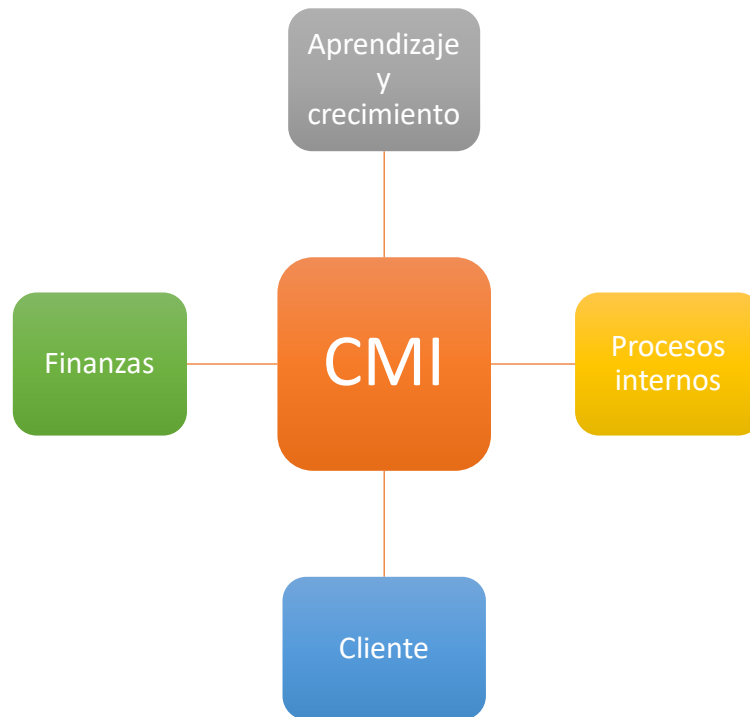 Aprendizaje
y
crecimiento
Finanzas
CMI
Procesos
internos
Cliente